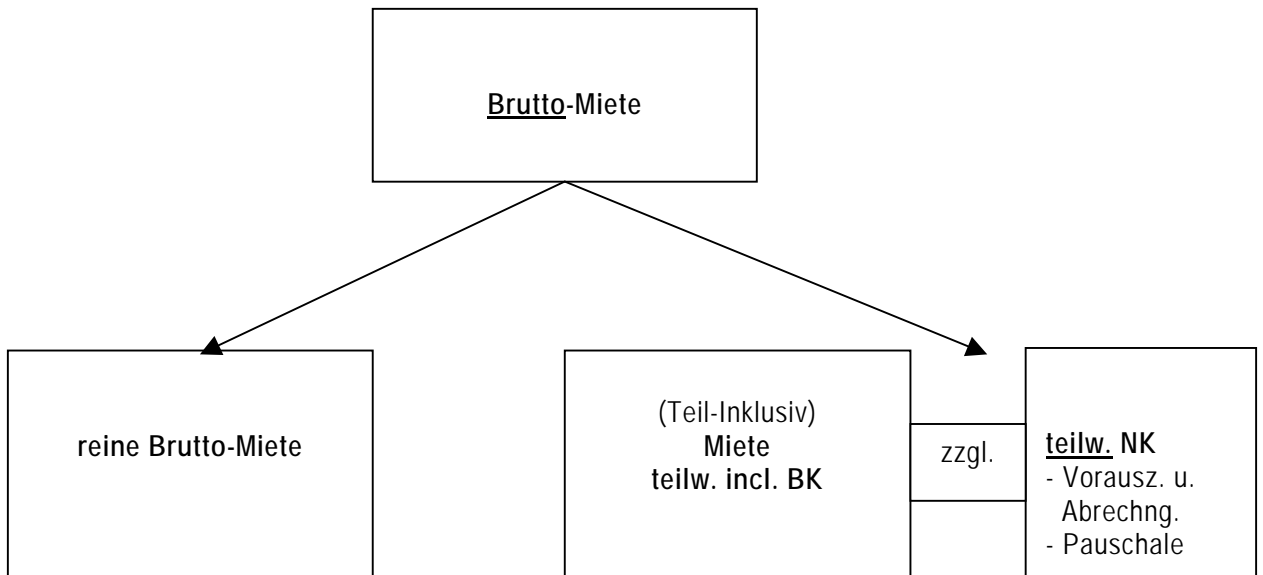 Brutto-Miete
reine Brutto-Miete
(Teil-Inklusiv)
Miete
teilw. incl. BK
zzgl.
teilw. NK
- Vorausz. u.
Abrechng.
- Pauschale